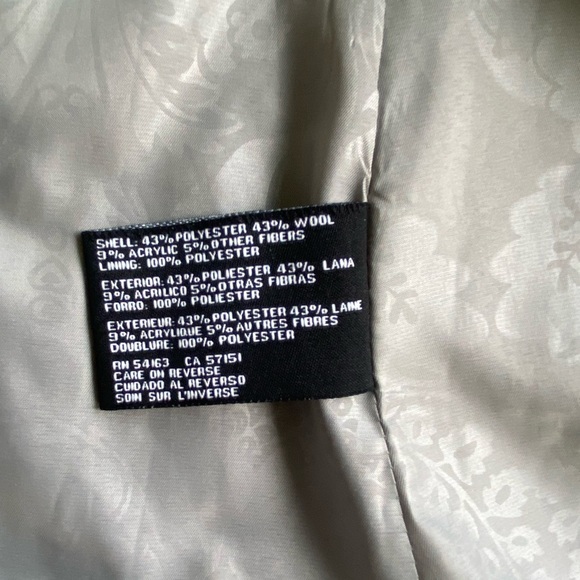 SHELL: 43% POLYESTER 43% WOOL
9% ACRYLIC 5% OTHER FIBERS
LINING: 100% POLYESTER
EXTERIOR: 43% POLIESTER 43% LANA
9% ACRILICO 5% OTRAS FIBRAS
FORRO: 100% POLIESTER
EXTERIEUR: 43% POLYESTER 43% LAINE
9% ACRYLIQUE 5% AUTRES FIBRES
DOUBLURE: 100% POLYESTER
RN 54163 CA 57151
CARE ON REVERSE
CUIDADO AL REVERSO
SOIN SUR L'INVERSE